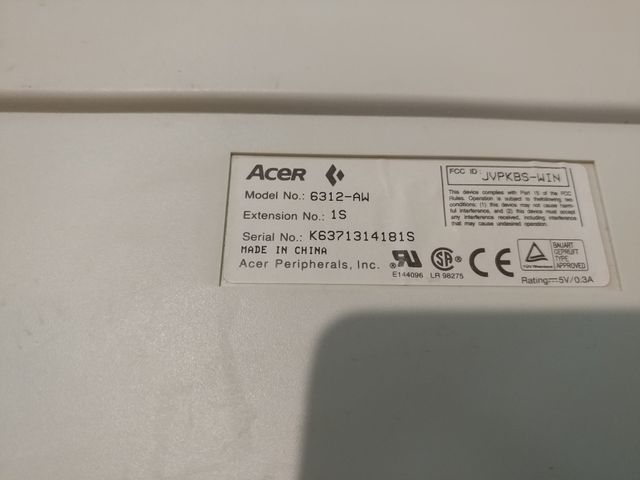 Acer
Model No.: 6312-AW
Extension No.: 1S
Serial No.: K6371314181S
MADE IN CHINA
Acer Peripherals, Inc.
FCC ID: JVPKBS-WIN
This device complies with Part 15 of the FCC
Rules. Operation is subject to thefollowing two
conditions: (1) this device may not cause harm-
ful interference, and (2) this device must accept
any interference received, including interference
that may cause undesired operation.
E144096
LR 98275
CE
BAUART
GEPRUFT
TYPE
APPROVED
Rating:⎓5V/0.3A